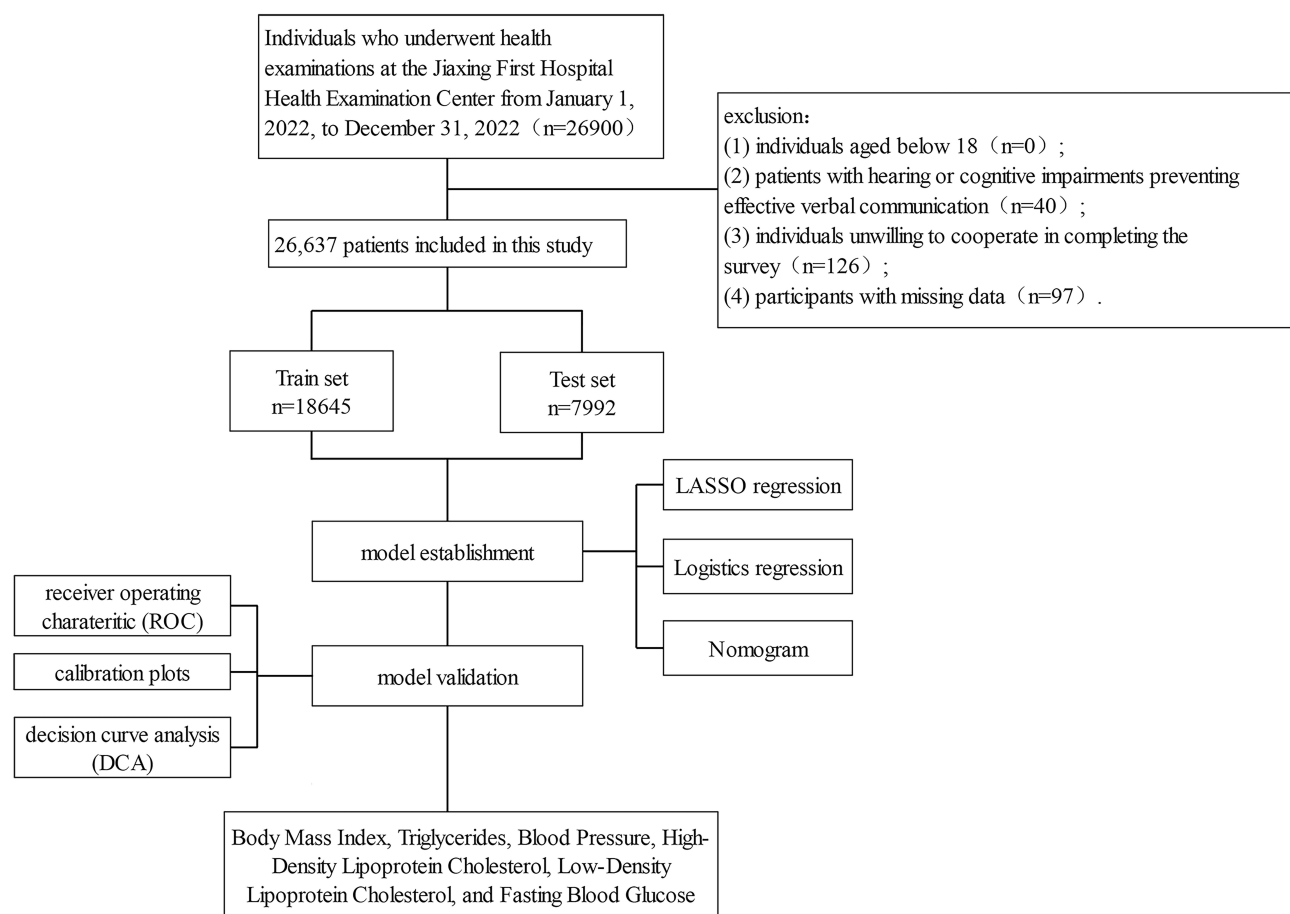 Individuals who underwent health
examinations at the Jiaxing First Hospital
Health Examination Center from January 1,
2022, to December 31, 2022（n=26900）
exclusion：
(1) individuals aged below 18（n=0）;
(2) patients with hearing or cognitive impairments preventing
effective verbal communication（n=40）;
(3) individuals unwilling to cooperate in completing the
survey（n=126）;
(4) participants with missing data（n=97）.
26,637 patients included in this study
Train set
n=18645
Test set
n=7992
LASSO regression
model establishment
Logistics regression
receiver operating
charateritic (ROC)
Nomogram
calibration plots
model validation
decision curve analysis
(DCA)
Body Mass Index, Triglycerides, Blood Pressure, High-
Density Lipoprotein Cholesterol, Low-Density
Lipoprotein Cholesterol, and Fasting Blood Glucose